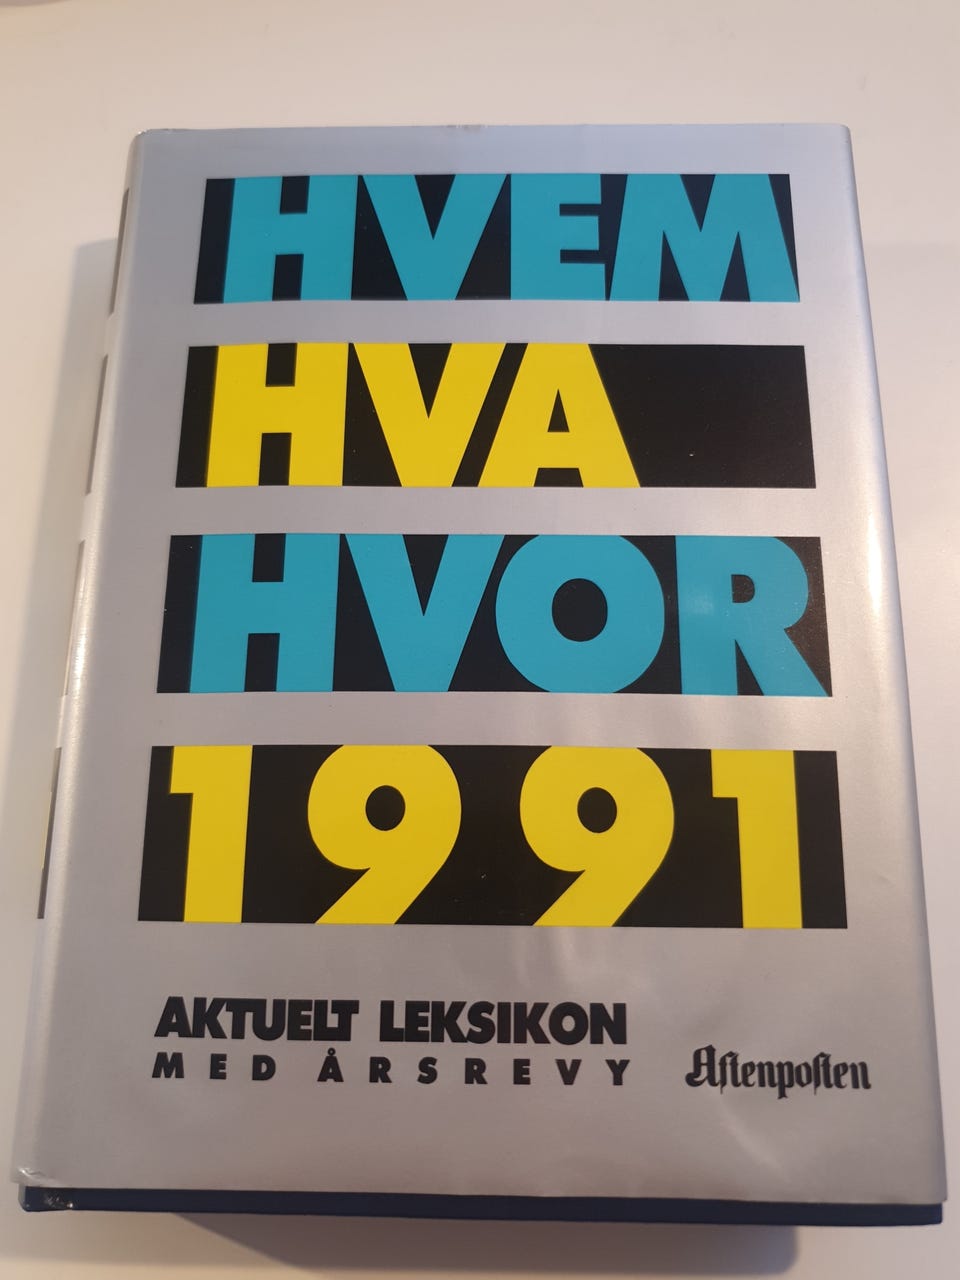 HVEM
HVA
HVOR
1991
AKTUELT LEKSIKON
MED ÅRSREVY
Aftenposten